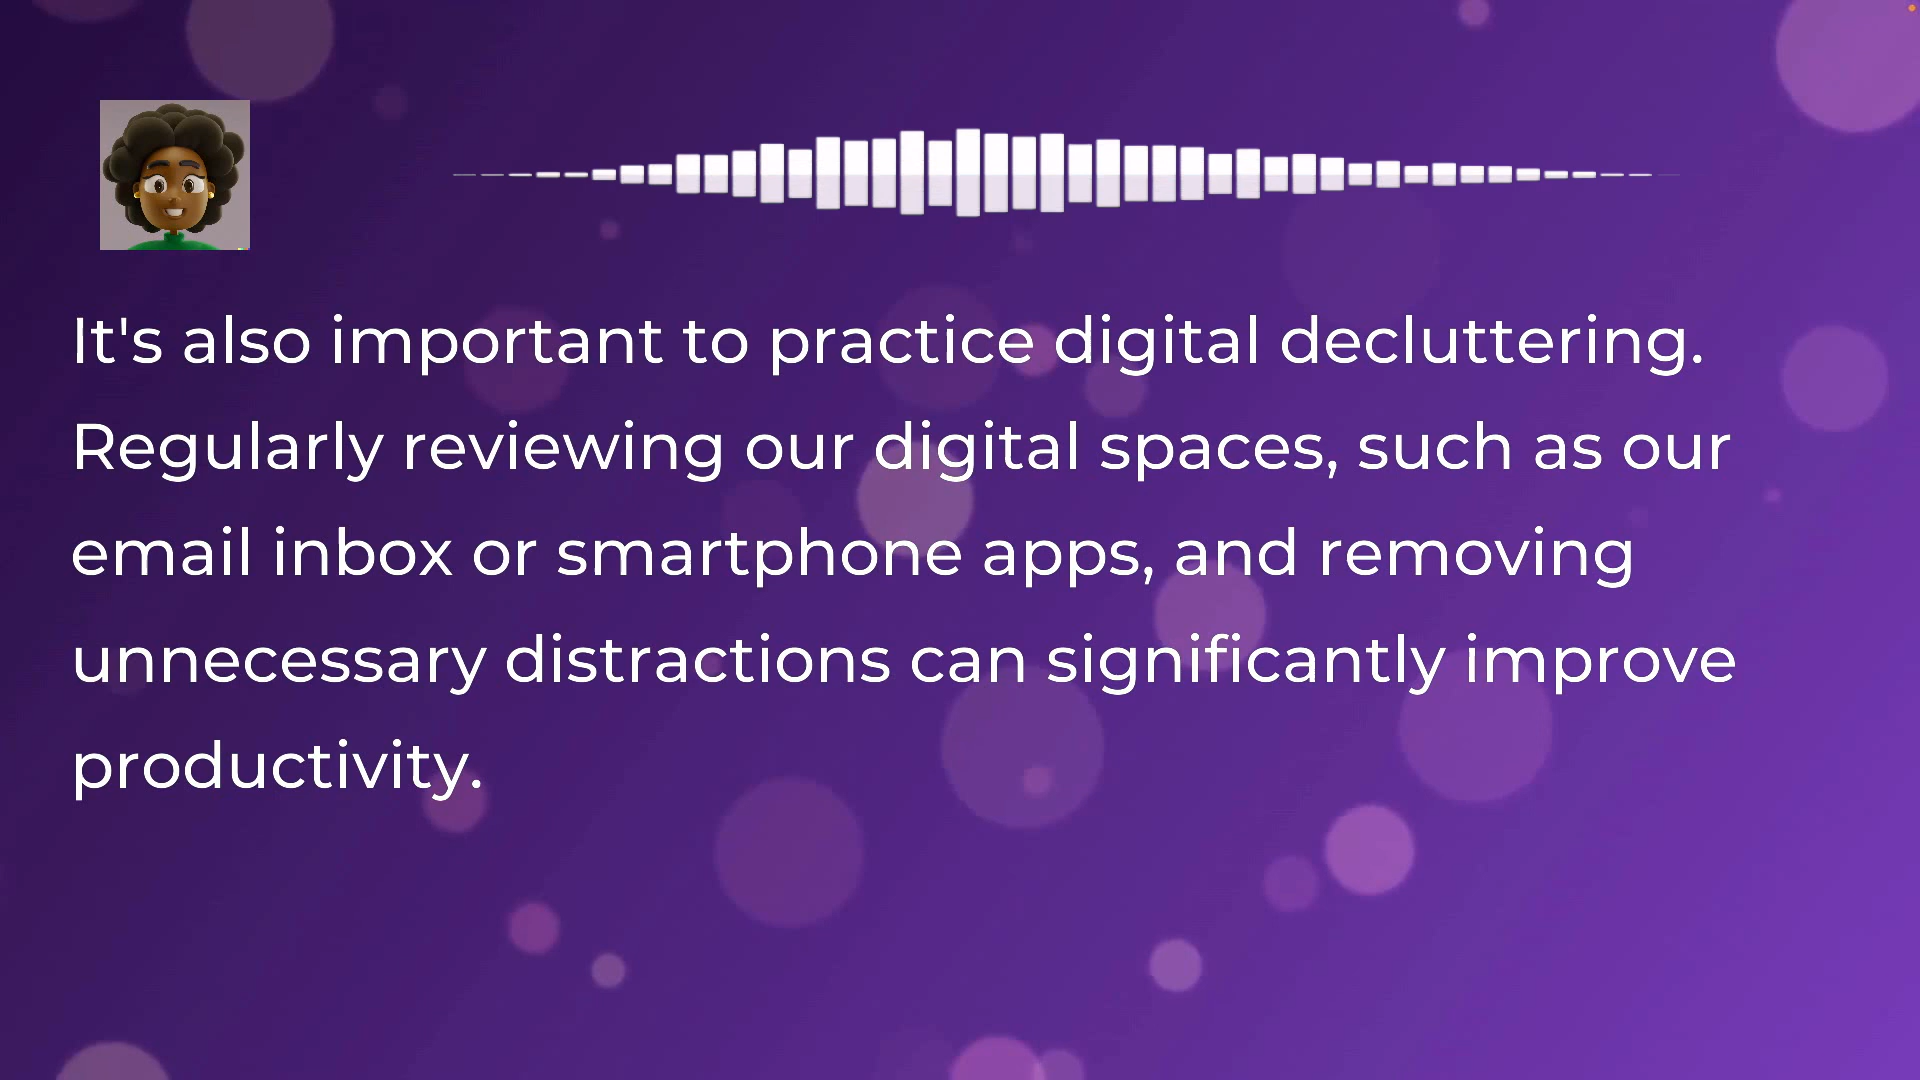 It's also important to practice digital decluttering.
Regularly reviewing our digital spaces, such as our
email inbox or smartphone apps, and removing
unnecessary distractions can significantly improve
productivity.